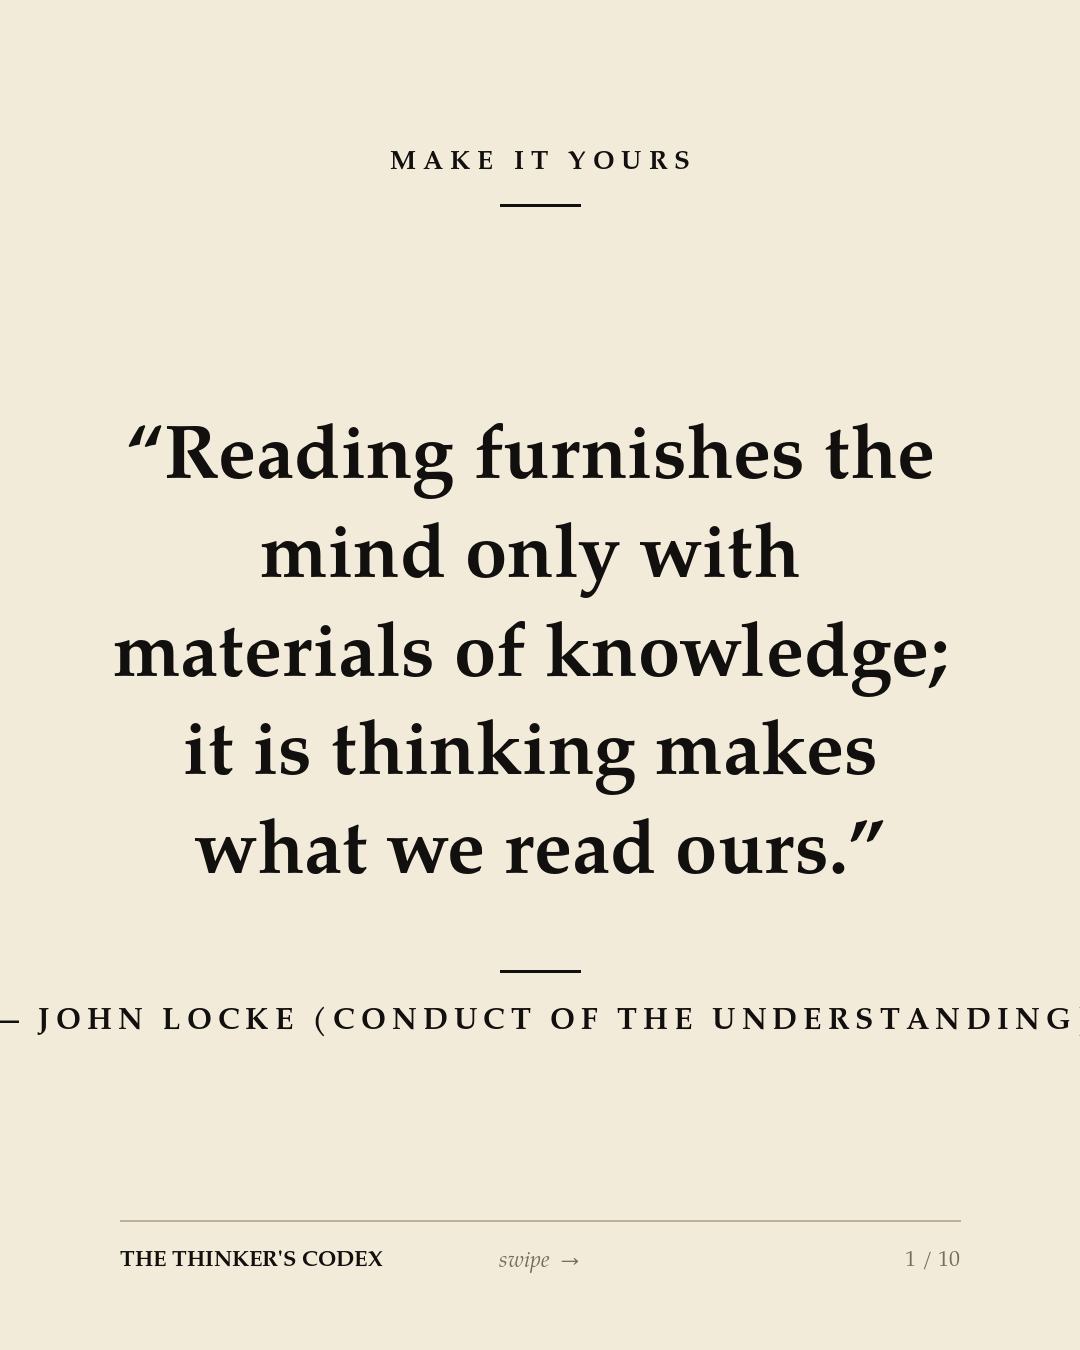 MAKE IT YOURS
“Reading furnishes the
mind only with
materials of knowledge;
it is thinking makes
what we read ours.”
— JOHN LOCKE (CONDUCT OF THE UNDERSTANDING)
THE THINKER'S CODEX
swipe →
1 / 10